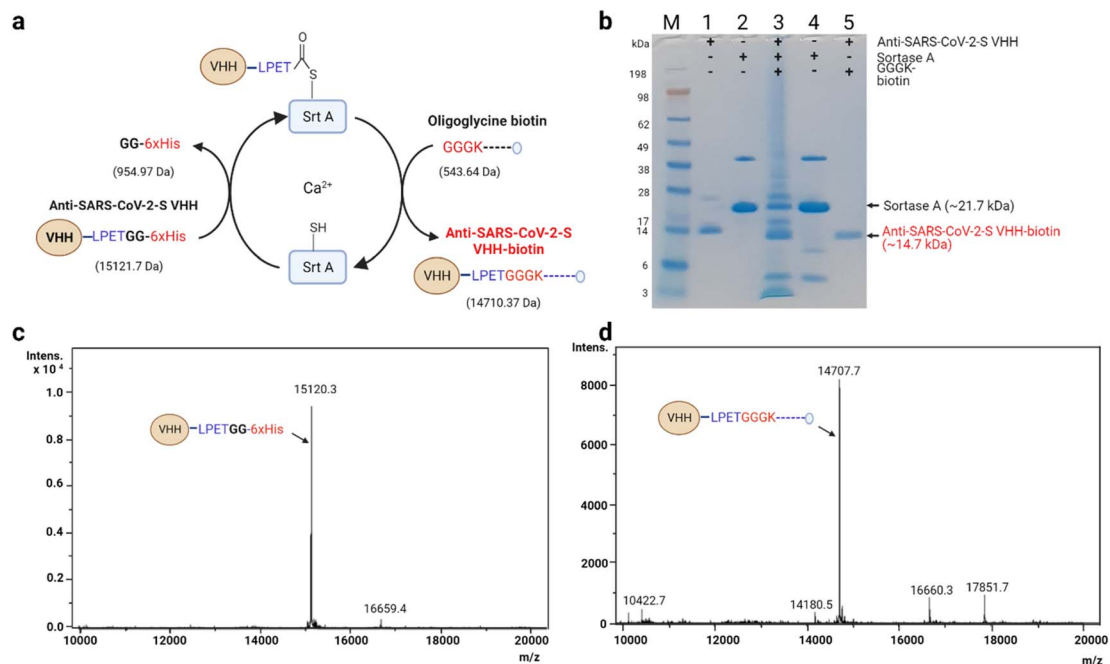 a
O
VHH
LPET
C
S
Srt A
GG-6xHis
(954.97 Da)
Oligoglycine biotin
GGGK
(543.64 Da)
Ca²⁺
Anti-SARS-CoV-2-S VHH
VHH
LPETGG-6xHis
(15121.7 Da)
SH
Srt A
Anti-SARS-CoV-2-S
VHH-biotin
VHH
LPETGGGK
(14710.37 Da)
b
M 1 2 3 4 5
kDa
+ - + - + Anti-SARS-CoV-2-S VHH
- + + + - Sortase A
- - + - + GGGK-
biotin
198
98
62
49
38
28
17
14
6
3
Sortase A (~21.7 kDa)
Anti-SARS-CoV-2-S VHH-biotin
(~14.7 kDa)
c
Intens.
x 10⁴
1.0
0.8
0.6
0.4
0.2
0.0
15120.3
VHH
LPETGG-6xHis
16659.4
10000 12000 14000 16000 18000 20000
m/z
d
Intens.
8000
6000
4000
2000
0
14707.7
VHH
LPETGGGK
10422.7
14180.5
16660.3
17851.7
10000 12000 14000 16000 18000 20000
m/z